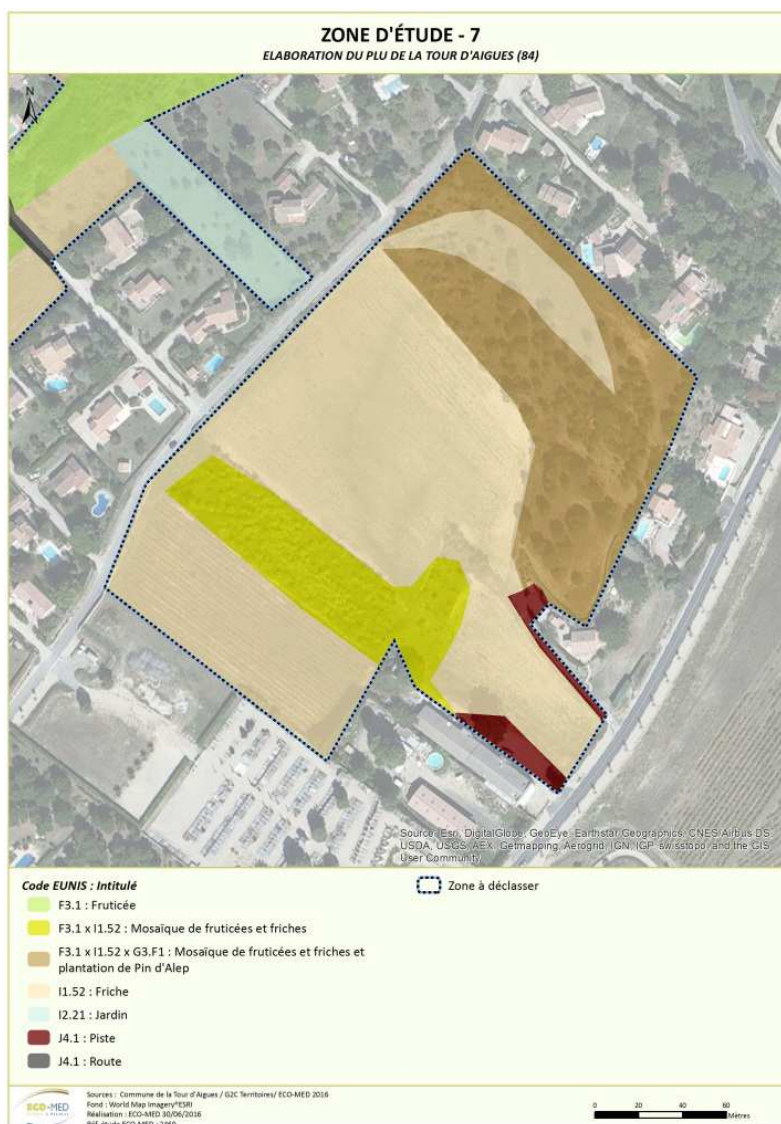 ZONE D'ÉTUDE - 7
ELABORATION DU PLU DE LA TOUR D'AIGUES (84)
N
Source: Esri, DigitalGlobe, GeoEye, Earthstar Geographics, CNES/Airbus DS,
USDA, USGS, AEX, Getmapping, Aerogrid, IGN, IGP, swisstopo, and the GIS
User Community
Code EUNIS : Intitulé
Zone à déclasser
F3.1 : Fruticée
F3.1 x I1.52 : Mosaïque de fruticées et friches
F3.1 x I1.52 x G3.F1 : Mosaïque de fruticées et friches et
plantation de Pin d'Alep
I1.52 : Friche
I2.21 : Jardin
J4.1 : Piste
J4.1 : Route
ECO-MED
Sources : Commune de la Tour d'Aigues / G2C Territoires/ ECO-MED 2016
Fond : World Map Imagery®ESRI
Réalisation : ECO-MED 30/06/2016
0 20 40 60
Mètres